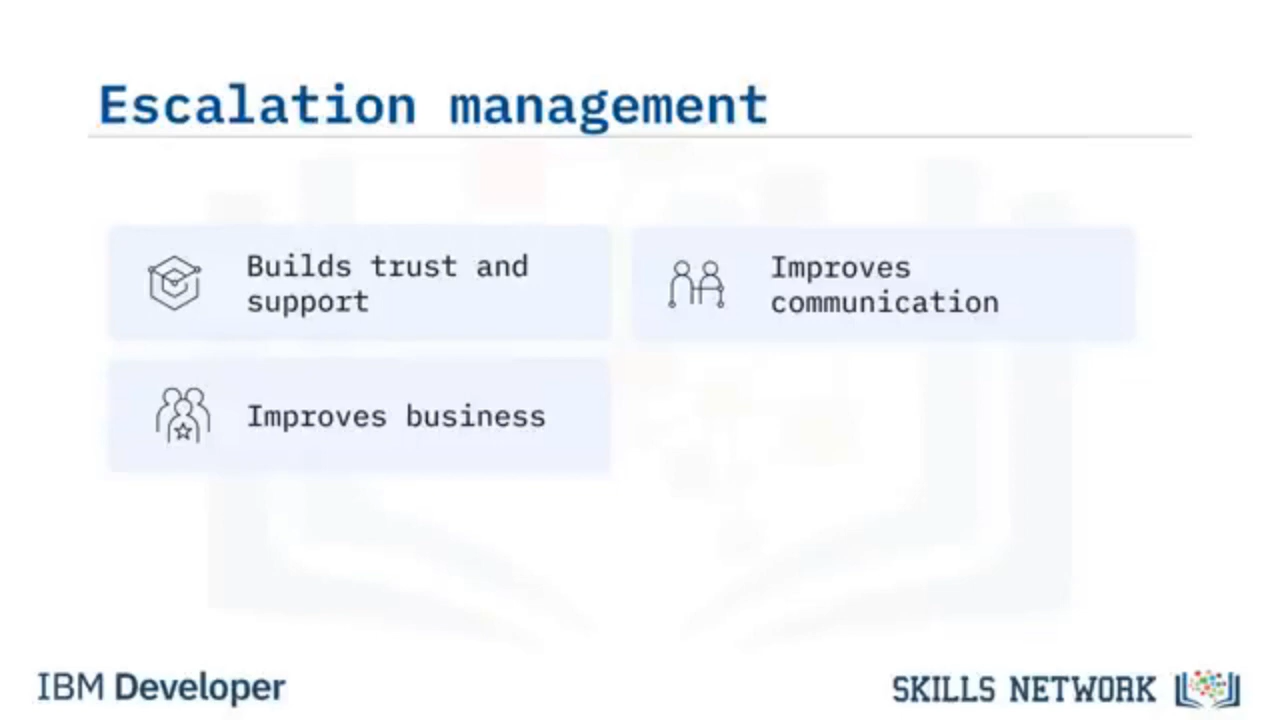 Escalation management
Builds trust and
support
Improves
communication
Improves business
IBM Developer
SKILLS NETWORK